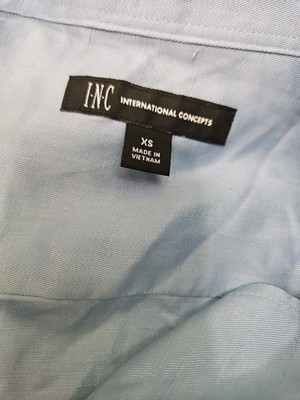 I·N·C INTERNATIONAL CONCEPTS
XS
MADE IN
VIETNAM